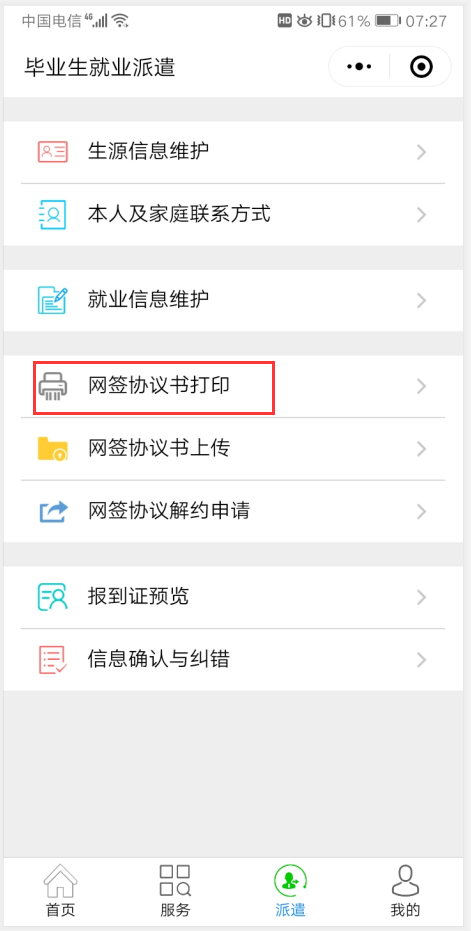 中国电信 4G HD 61% 07:27
毕业生就业派遣
生源信息维护
本人及家庭联系方式
就业信息维护
网签协议书打印
网签协议书上传
网签协议解约申请
报到证预览
信息确认与纠错
首页 服务 派遣 我的